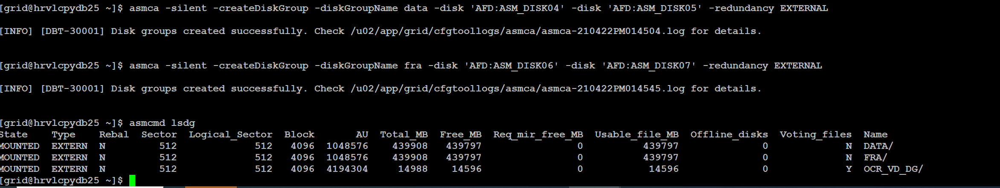 [grid@hrvlcpydb25 ~]$ asmca -silent -createDiskGroup -diskGroupName data -disk 'AFD:ASM_DISK04' -disk 'AFD:ASM_DISK05' -redundancy EXTERNAL
[INFO] [DBT-30001] Disk groups created successfully. Check /u02/app/grid/cfgtoollogs/asmca/asmca-210422PM014504.log for details.
[grid@hrvlcpydb25 ~]$ asmca -silent -createDiskGroup -diskGroupName fra -disk 'AFD:ASM_DISK06' -disk 'AFD:ASM_DISK07' -redundancy EXTERNAL
[INFO] [DBT-30001] Disk groups created successfully. Check /u02/app/grid/cfgtoollogs/asmca/asmca-210422PM014545.log for details.
[grid@hrvlcpydb25 ~]$ asmcmd lsdg
State    Type    Rebal  Sector  Logical_Sector  Block       AU  Total_MB  Free_MB  Req_mir_free_MB  Usable_file_MB  Offline_disks  Voting_files  Name
MOUNTED  EXTERN  N         512             512   4096  1048576    439908   439797                0          439797              0             N  DATA/
MOUNTED  EXTERN  N         512             512   4096  1048576    439908   439797                0          439797              0             N  FRA/
MOUNTED  EXTERN  N         512             512   4096  4194304     14988    14596                0           14596              0             Y  OCR_VD_DG/
[grid@hrvlcpydb25 ~]$